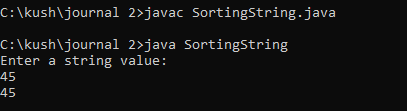 C:\kush\journal 2>javac SortingString.java
C:\kush\journal 2>java SortingString
Enter a string value:
45
45